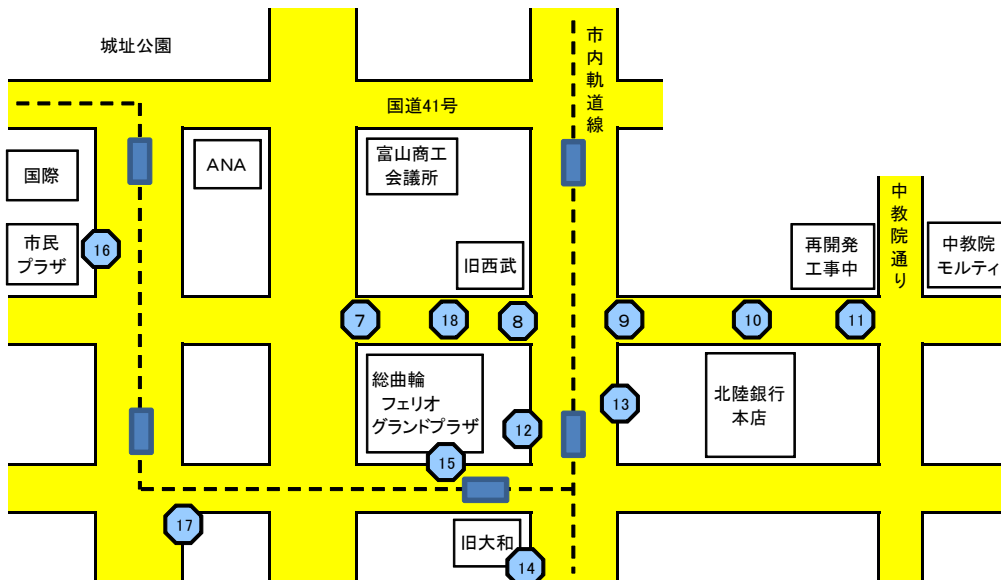 城址公園
国道41号
市内軌道線
国際
ANA
富山商工
会議所
市民
プラザ
16
旧西武
再開発
工事中
中教院通り
中教院
モルティ
7
18
8
9
10
11
総曲輪
フェリオ
グランドプラザ
12
13
北陸銀行
本店
15
17
旧大和
14